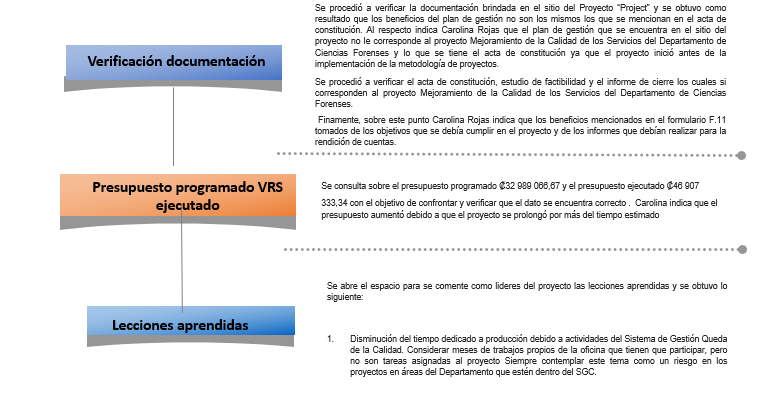 Se procedió a verificar la documentación brindada en el sitio del Proyecto "Project" y se obtuvo como
resultado que los beneficios del plan de gestión no son los mismos los que se mencionan en el acta de
constitución. Al respecto indica Carolina Rojas que el plan de gestión que se encuentra en el sitio del
proyecto no le corresponde al proyecto Mejoramiento de la Calidad de los Servicios del Departamento de
Ciencias Forenses y lo que se tiene el acta de constitución ya que el proyecto inició antes de la
implementación de la metodología de proyectos.
Verificación documentación
Se procedió a verificar el acta de constitución, estudio de factibilidad y el informe de cierre los cuales si
corresponden al proyecto Mejoramiento de la Calidad de los Servicios del Departamento de Ciencias
Forenses.
Finamente, sobre este punto Carolina Rojas indica que los beneficios mencionados en el formulario F.11
tomados de los objetivos que se debía cumplir en el proyecto y de los informes que debían realizar para la
rendición de cuentas.
Presupuesto programado VRS
ejecutado
Se consulta sobre el presupuesto programado ₡32 989 066,67 y el presupuesto ejecutado ₡46 907
333,34 con el objetivo de confrontar y verificar que el dato se encuentra correcto . Carolina indica que el
presupuesto aumentó debido a que el proyecto se prolongó por más del tiempo estimado
Se abre el espacio para se comente como lideres del proyecto las lecciones aprendidas y se obtuvo lo
siguiente:
Lecciones aprendidas
1. Disminución del tiempo dedicado a producción debido a actividades del Sistema de Gestión Queda
de la Calidad. Considerar meses de trabajos propios de la oficina que tienen que participar, pero
no son tareas asignadas al proyecto Siempre contemplar este tema como un riesgo en los
proyectos en áreas del Departamento que estén dentro del SGC.